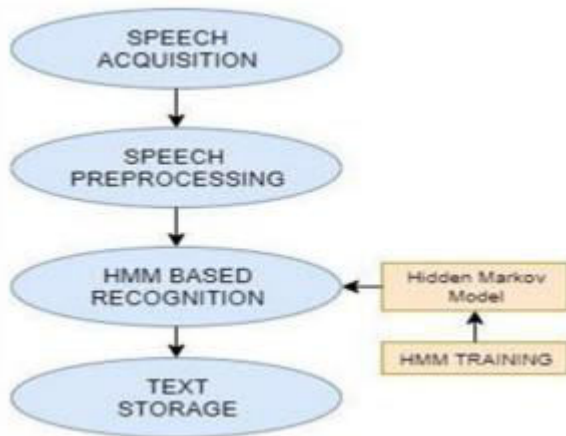 SPEECH
ACQUISITION
SPEECH
PREPROCESSING
HMM BASED
RECOGNITION
Hidden Markov
Model
HMM TRAINING
TEXT
STORAGE